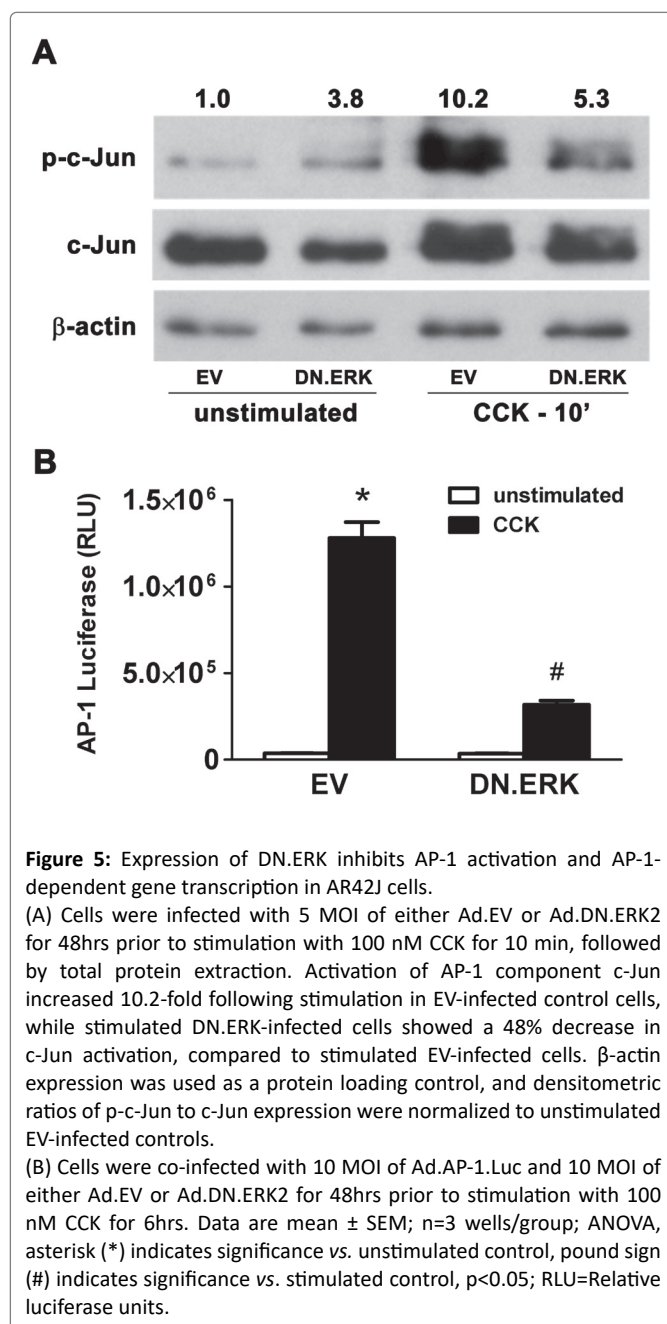 A
1.0 3.8 10.2 5.3
p-c-Jun
c-Jun
β-actin
EV DN.ERK EV DN.ERK
unstimulated CCK - 10’
B
AP-1 Luciferase (RLU)
1.5×10⁶
1.0×10⁶
5.0×10⁵
0
*
#
unstimulated
CCK
EV DN.ERK
Figure 5: Expression of DN.ERK inhibits AP-1 activation and AP-1-
dependent gene transcription in AR42J cells.
(A) Cells were infected with 5 MOI of either Ad.EV or Ad.DN.ERK2
for 48hrs prior to stimulation with 100 nM CCK for 10 min, followed
by total protein extraction. Activation of AP-1 component c-Jun
increased 10.2-fold following stimulation in EV-infected control cells,
while stimulated DN.ERK-infected cells showed a 48% decrease in
c-Jun activation, compared to stimulated EV-infected cells. β-actin
expression was used as a protein loading control, and densitometric
ratios of p-c-Jun to c-Jun expression were normalized to unstimulated
EV-infected controls.
(B) Cells were co-infected with 10 MOI of Ad.AP-1.Luc and 10 MOI of
either Ad.EV or Ad.DN.ERK2 for 48hrs prior to stimulation with 100
nM CCK for 6hrs. Data are mean ± SEM; n=3 wells/group; ANOVA,
asterisk (*) indicates significance vs. unstimulated control, pound sign
(#) indicates significance vs. stimulated control, p<0.05; RLU=Relative
luciferase units.